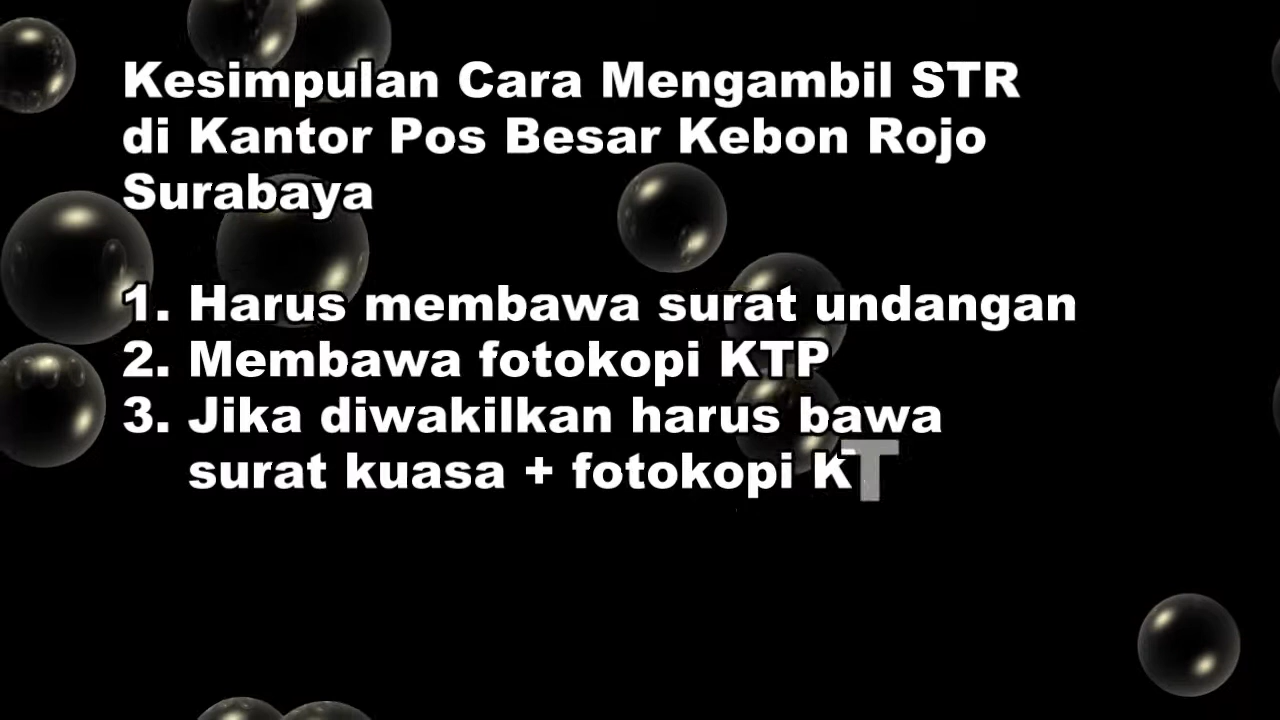 Kesimpulan Cara Mengambil STR
di Kantor Pos Besar Kebon Rojo
Surabaya
1. Harus membawa surat undangan
2. Membawa fotokopi KTP
3. Jika diwakilkan harus bawa
surat kuasa + fotokopi KT